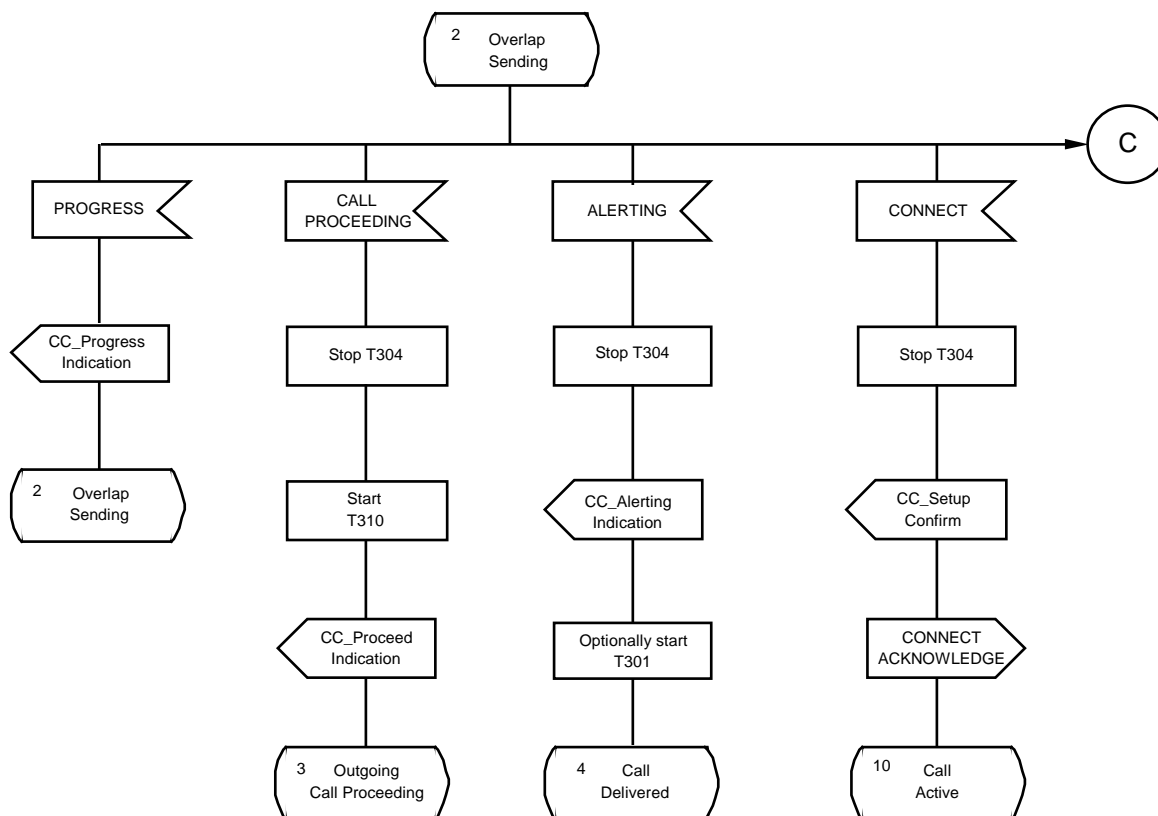 2 Overlap
Sending
C
PROGRESS
CALL
PROCEEDING
ALERTING
CONNECT
CC_Progress
Indication
Stop T304
Stop T304
Stop T304
2 Overlap
Sending
Start
T310
CC_Alerting
Indication
CC_Setup
Confirm
CC_Proceed
Indication
Optionally start
T301
CONNECT
ACKNOWLEDGE
3 Outgoing
Call Proceeding
4 Call
Delivered
10 Call
Active